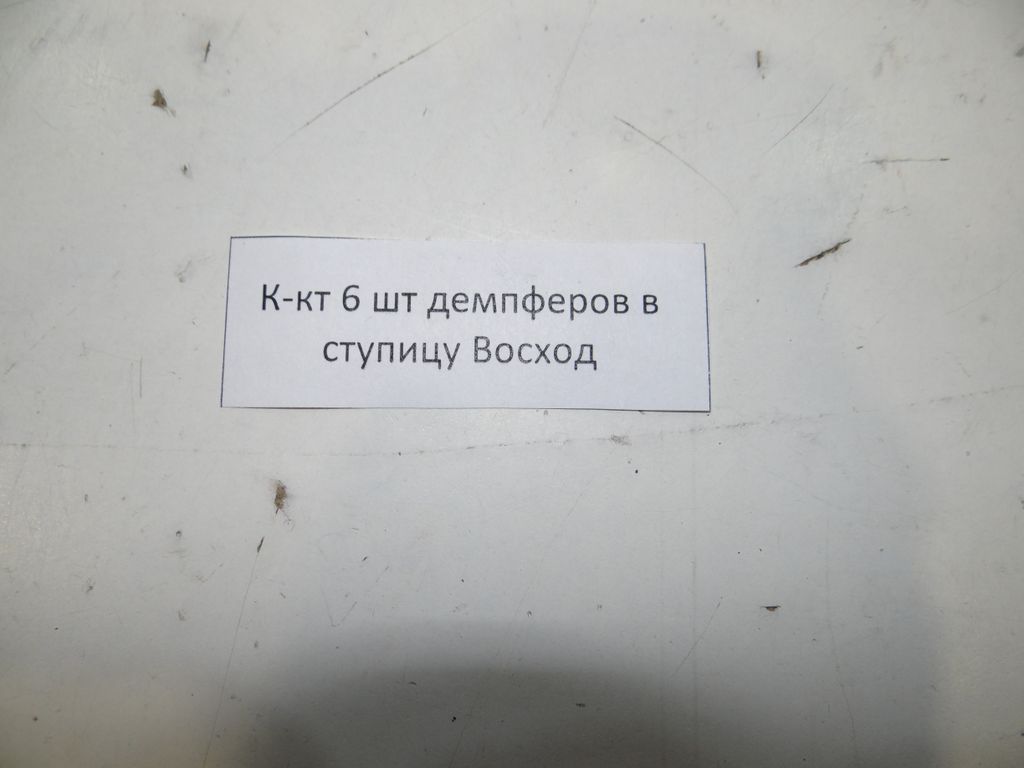 К-кт 6 шт демпферов в
ступицу Восход